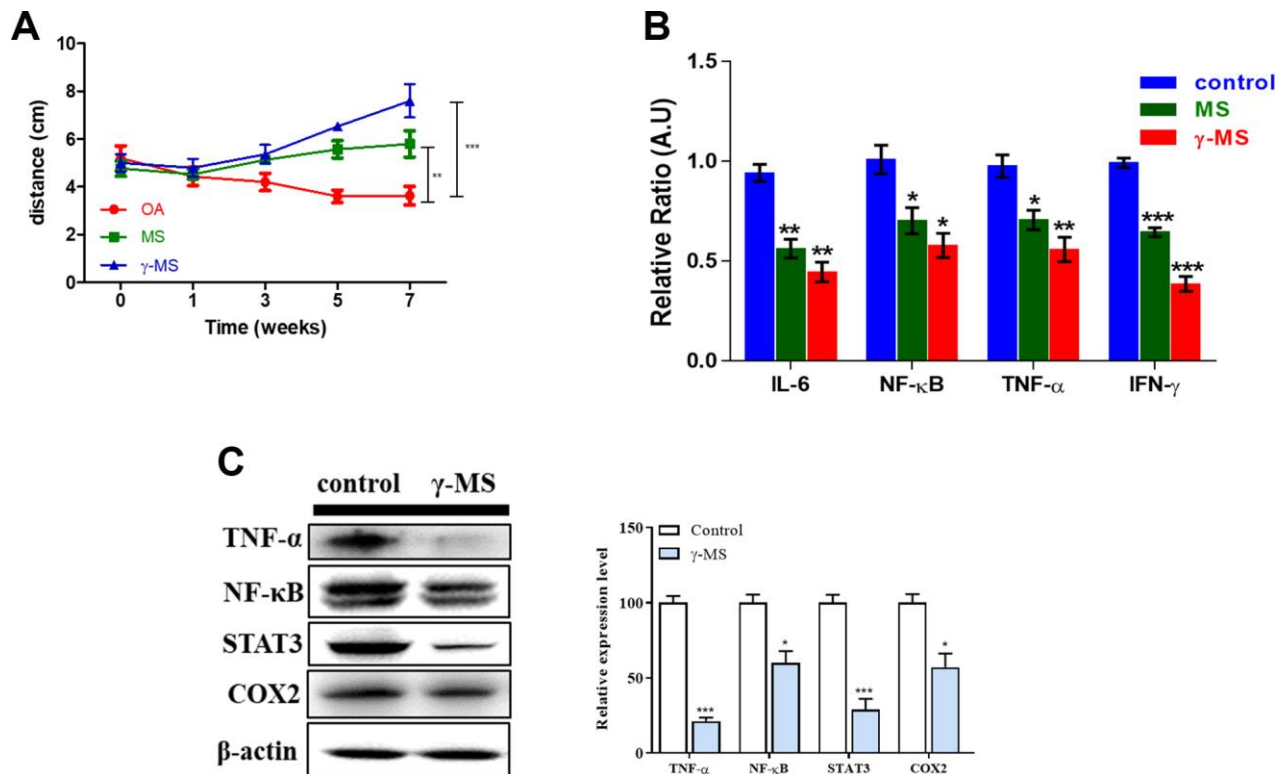 A
distance (cm)
10
8
6
4
2
0
OA
MS
γ-MS
***
**
0 1 3 5 7
Time (weeks)
B
Relative Ratio (A.U)
1.5
1.0
0.5
0.0
control
MS
γ-MS
** ** * * * ** *** ***
IL-6 NF-κB TNF-α IFN-γ
C
control γ-MS
TNF-α
NF-κB
STAT3
COX2
β-actin
Relative expression level
150
100
50
0
Control
γ-MS
*** * *** *
TNF-α NF-κB STAT3 COX2